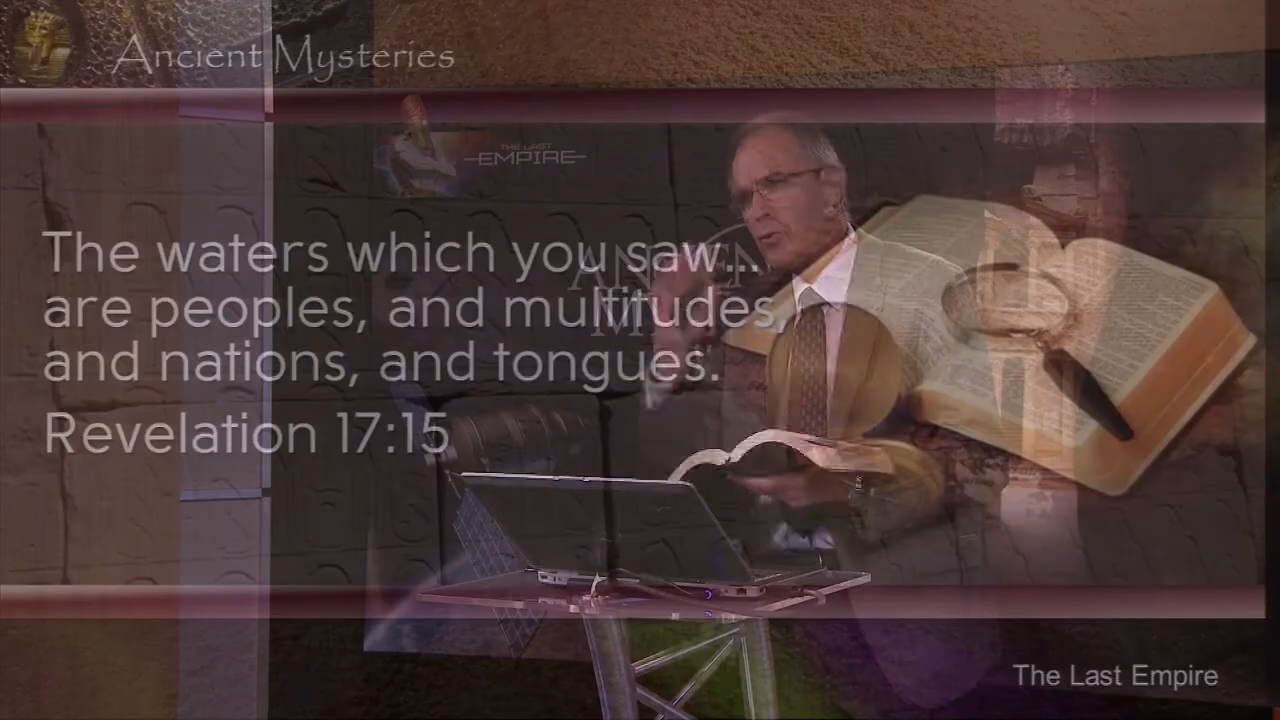 Ancient Mysteries
THE LAST
EMPIRE
The waters which you saw...
are peoples, and multitudes
and nations, and tongues.
Revelation 17:15
The Last Empire